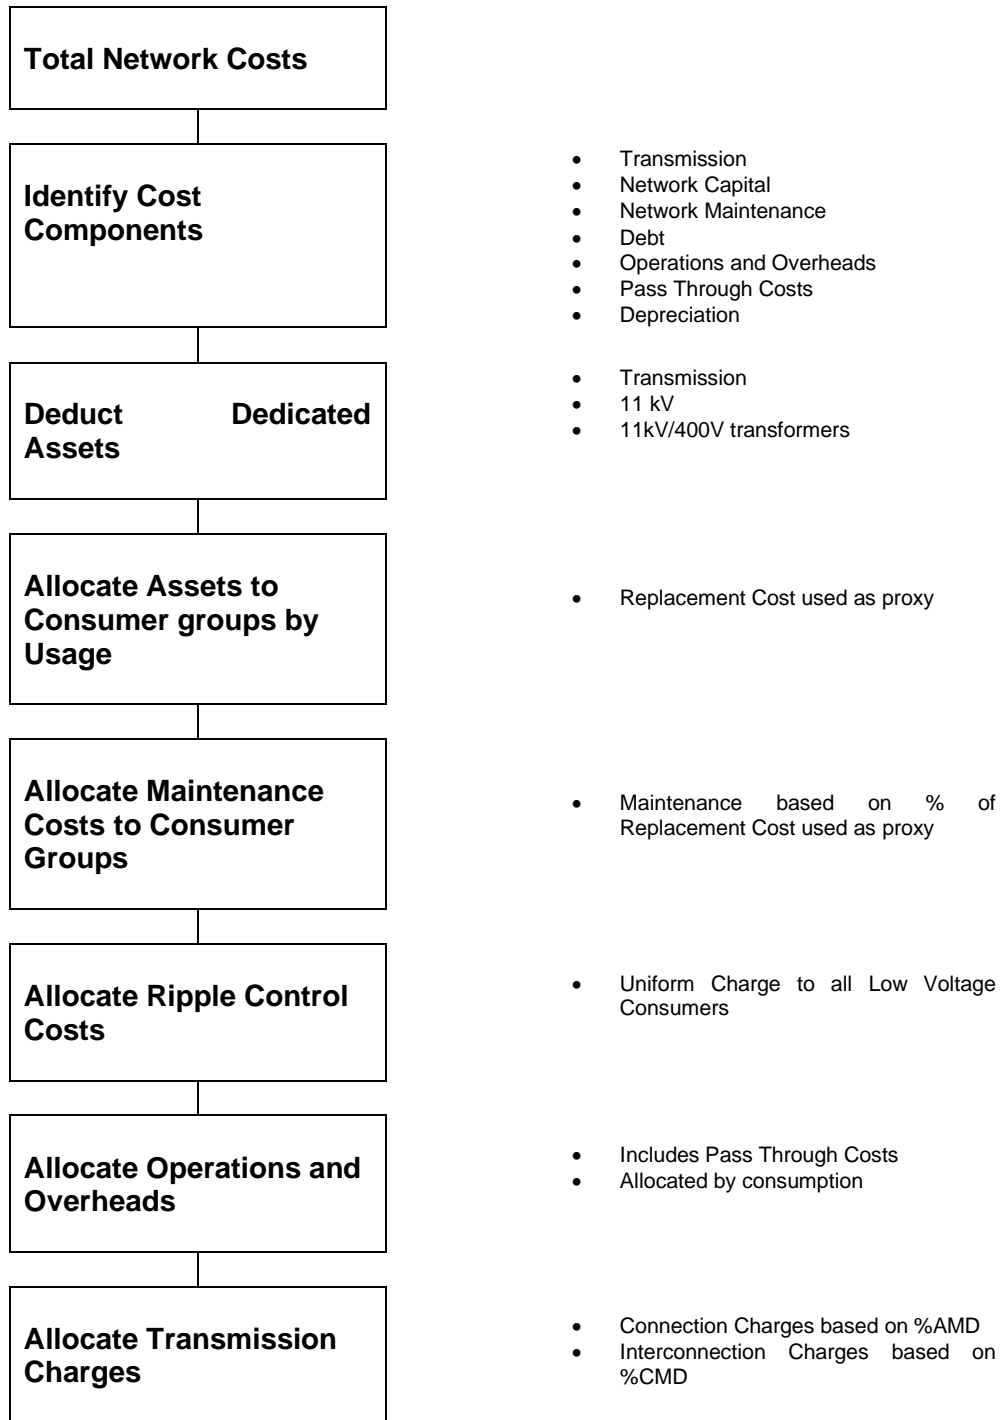 Total Network Costs
Identify Cost
Components
• Transmission
• Network Capital
• Network Maintenance
• Debt
• Operations and Overheads
• Pass Through Costs
• Depreciation
Deduct Dedicated
Assets
• Transmission
• 11 kV
• 11kV/400V transformers
Allocate Assets to
Consumer groups by
Usage
• Replacement Cost used as proxy
Allocate Maintenance
Costs to Consumer
Groups
• Maintenance based on % of
Replacement Cost used as proxy
Allocate Ripple Control
Costs
• Uniform Charge to all Low Voltage
Consumers
Allocate Operations and
Overheads
• Includes Pass Through Costs
• Allocated by consumption
Allocate Transmission
Charges
• Connection Charges based on %AMD
• Interconnection Charges based on
%CMD